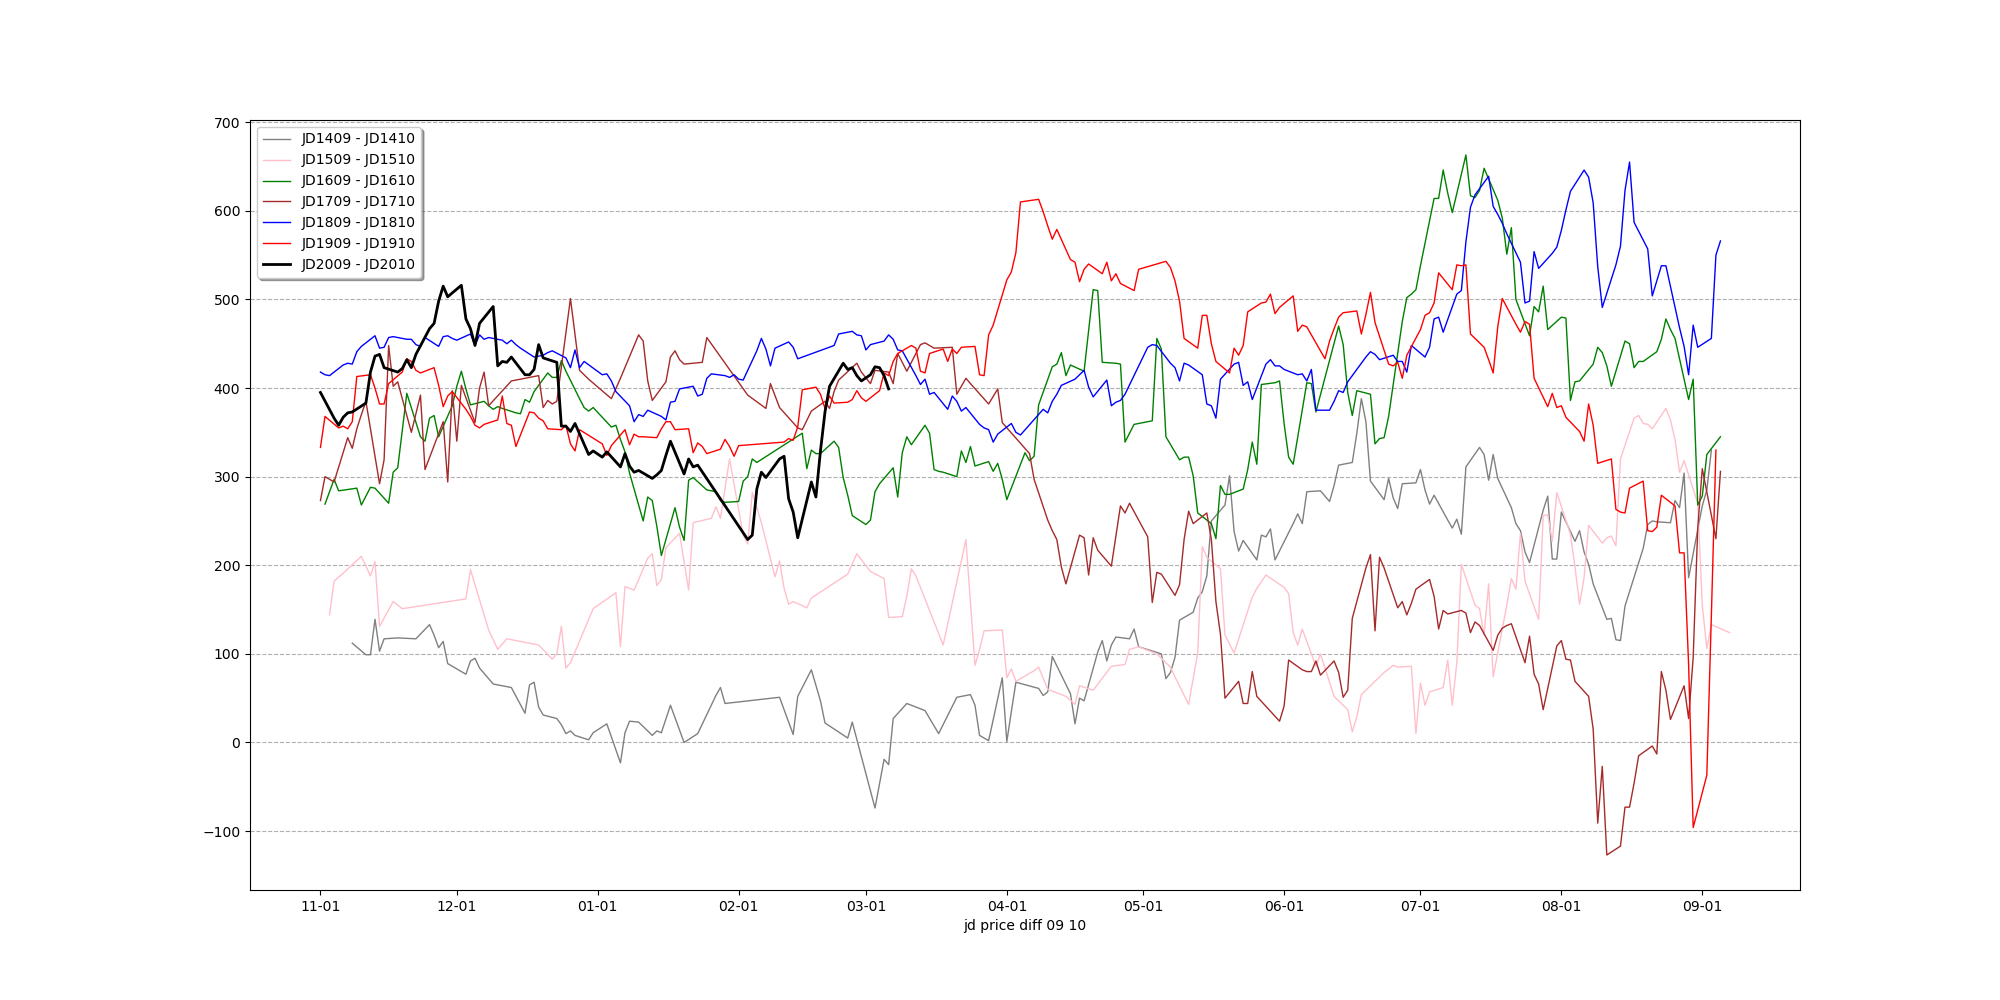 700
600
500
400
300
200
100
0
−100
JD1409 - JD1410
JD1509 - JD1510
JD1609 - JD1610
JD1709 - JD1710
JD1809 - JD1810
JD1909 - JD1910
JD2009 - JD2010
11-01 12-01 01-01 02-01 03-01 04-01 05-01 06-01 07-01 08-01 09-01
jd price diff 09 10